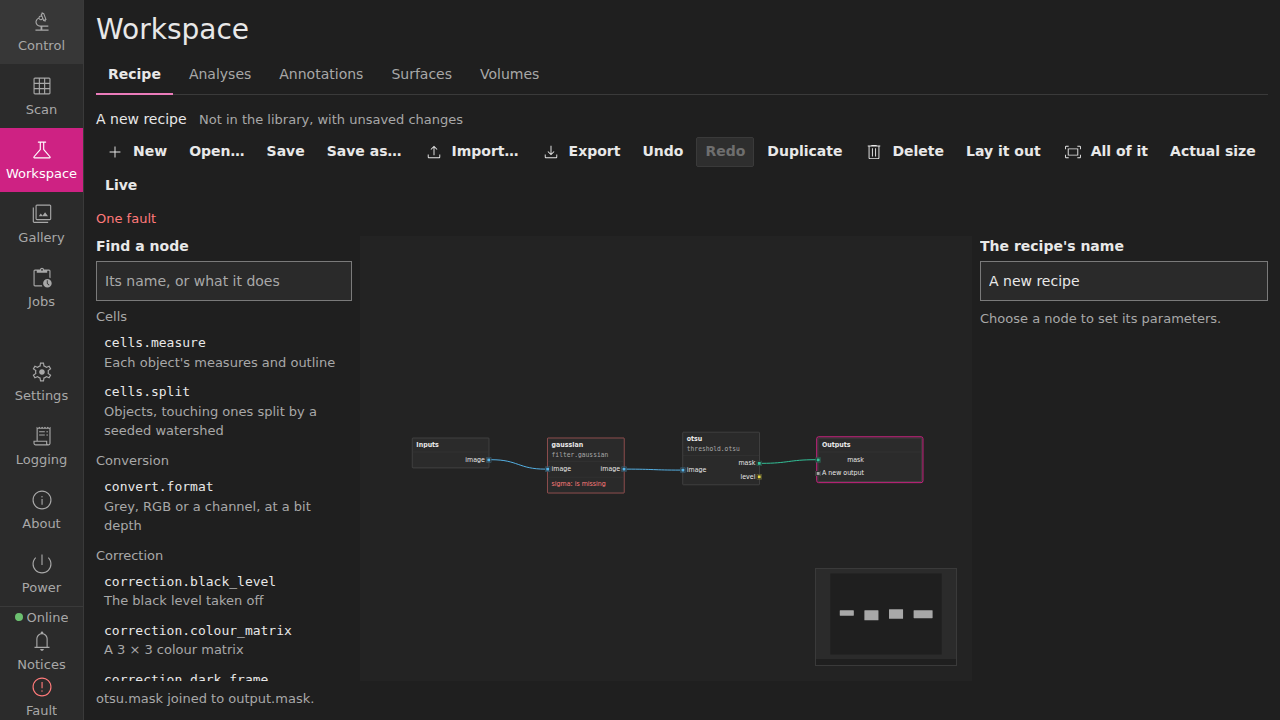 Control
Scan
Workspace
Gallery
Jobs
Settings
Logging
About
Power
Online
Notices
Fault
Workspace
Recipe
Analyses
Annotations
Surfaces
Volumes
A new recipe Not in the library, with unsaved changes
New Open… Save Save as… Import… Export Undo Redo Duplicate Delete Lay it out All of it Actual size
Live
One fault
Find a node
Its name, or what it does
Cells
cells.measure
Each object's measures and outline
cells.split
Objects, touching ones split by a
seeded watershed
Conversion
convert.format
Grey, RGB or a channel, at a bit
depth
Correction
correction.black_level
The black level taken off
correction.colour_matrix
A 3 × 3 colour matrix
correction.dark_frame
otsu.mask joined to output.mask.
Inputs
image
gaussian
filter.gaussian
image image
sigma: is missing
otsu
threshold.otsu
mask
image
level
Outputs
mask
A new output
The recipe's name
A new recipe
Choose a node to set its parameters.